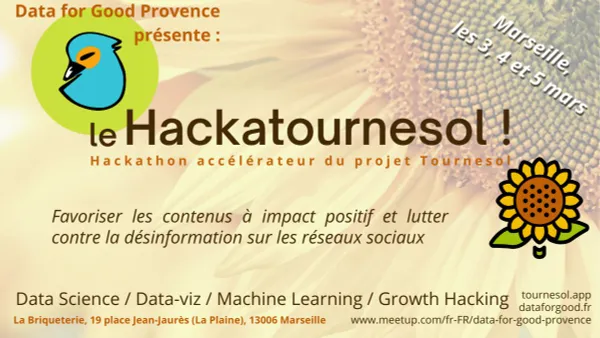 Data for Good Provence
présente :
Marseille,
les 3, 4 et 5 mars
le Hackatournesol !
Hackathon accélérateur du projet Tournesol
Favoriser les contenus à impact positif et lutter
contre la désinformation sur les réseaux sociaux
Data Science / Data-viz / Machine Learning / Growth Hacking
tournesol.app
dataforgood.fr
La Briqueterie, 19 place Jean-Jaurès (La Plaine), 13006 Marseille
www.meetup.com/fr-FR/data-for-good-provence